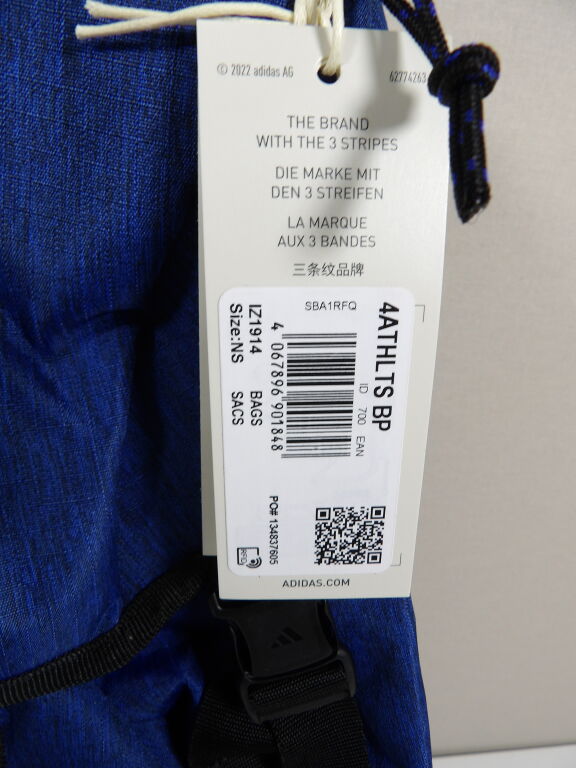 © 2022 adidas AG
62774263
THE BRAND
WITH THE 3 STRIPES
DIE MARKE MIT
DEN 3 STREIFEN
LA MARQUE
AUX 3 BANDES
三条纹品牌
SBA1RFQ
4ATHLTS BP
ID 700 EAN
4 067896 901848
IZ1914 BAGS
Size:NS SACS
PO# 134837605
RFID
ADIDAS.COM